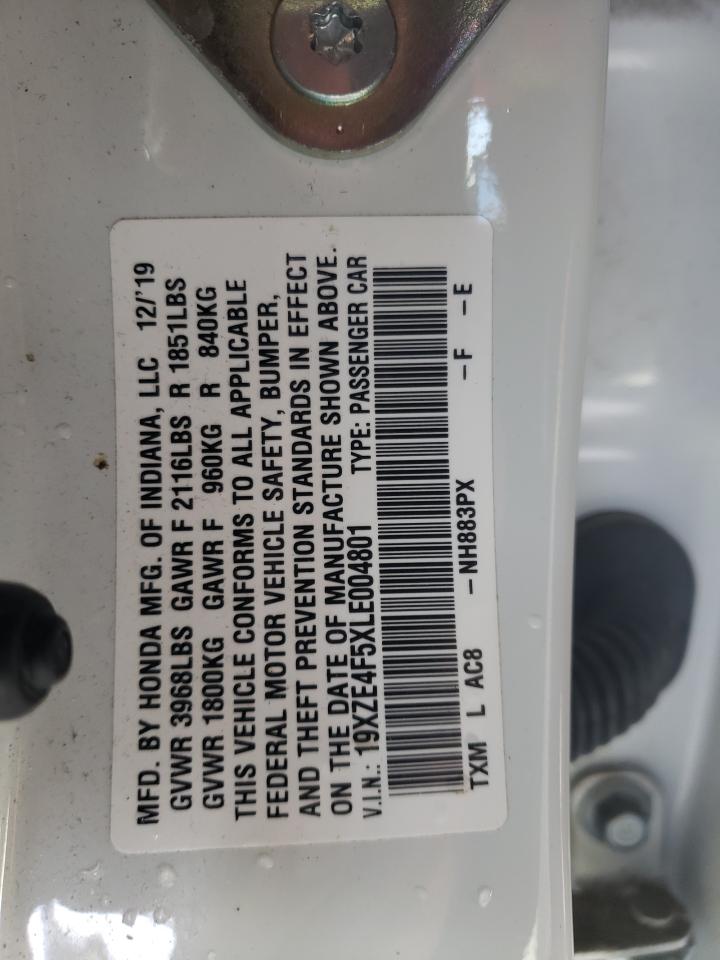 MFD. BY HONDA MFG. OF INDIANA, LLC 12/'19
GVWR 3968LBS GAWR F 2116LBS R 1851LBS
GVWR 1800KG GAWR F 960KG R 840KG
THIS VEHICLE CONFORMS TO ALL APPLICABLE
FEDERAL MOTOR VEHICLE SAFETY, BUMPER,
AND THEFT PREVENTION STANDARDS IN EFFECT
ON THE DATE OF MANUFACTURE SHOWN ABOVE.
V.I.N.: 19XZE4F5XLE004801 TYPE: PASSENGER CAR
TXM L AC8 -NH883PX -F -E